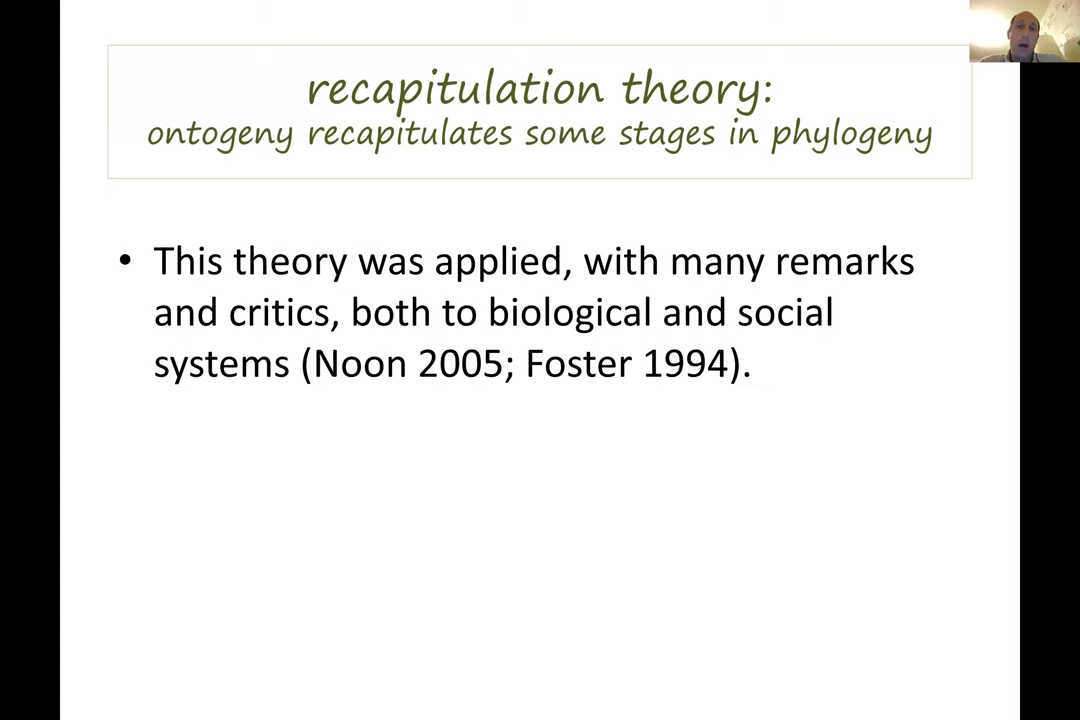 recapitulation theory:
ontogeny recapitulates some stages in phylogeny
• This theory was applied, with many remarks
and critics, both to biological and social
systems (Noon 2005; Foster 1994).